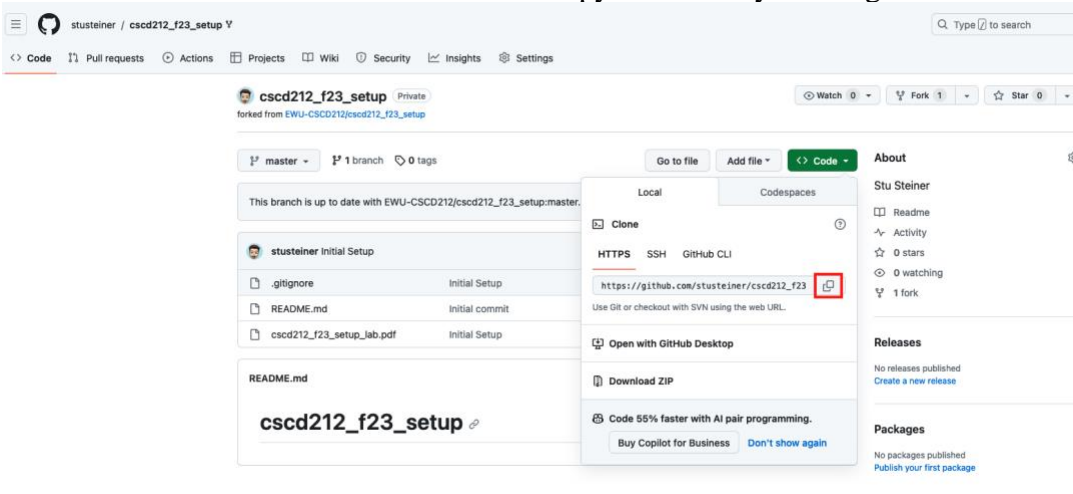 stusteiner / cscd212_f23_setup
Type / to search
Code Pull requests Actions Projects Wiki Security Insights Settings
cscd212_f23_setup Private
Watch 0 Fork 1 Star 0
forked from EWU-CSCD212/cscd212_f23_setup
master 1 branch 0 tags
Go to file Add file Code
About
Local Codespaces
Stu Steiner
This branch is up to date with EWU-CSCD212/cscd212_f23_setup:master.
Readme
Clone
Activity
stusteiner Initial Setup
HTTPS SSH GitHub CLI
0 stars
0 watching
.gitignore Initial Setup
https://github.com/stusteiner/cscd212_f23
1 fork
README.md Initial commit
Use Git or checkout with SVN using the web URL.
cscd212_f23_setup_lab.pdf Initial Setup
Open with GitHub Desktop
Releases
No releases published
README.md
Download ZIP
Create a new release
cscd212_f23_setup
Code 55% faster with AI pair programming.
Packages
Buy Copilot for Business Don't show again
No packages published
Publish your first package